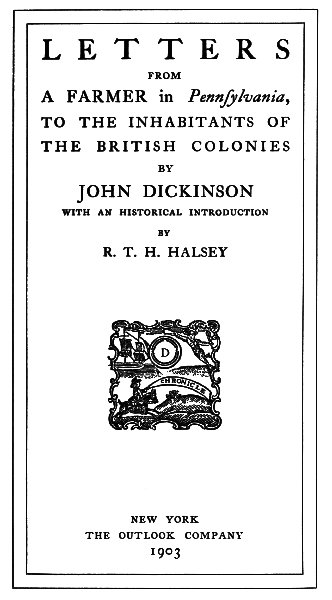 LETTERS
FROM
A FARMER in Pennſylvania,
TO THE INHABITANTS OF
THE BRITISH COLONIES
BY
JOHN DICKINSON
WITH AN HISTORICAL INTRODUCTION
BY
R. T. H. HALSEY
D
CHRONICLE
NEW YORK
THE OUTLOOK COMPANY
1903